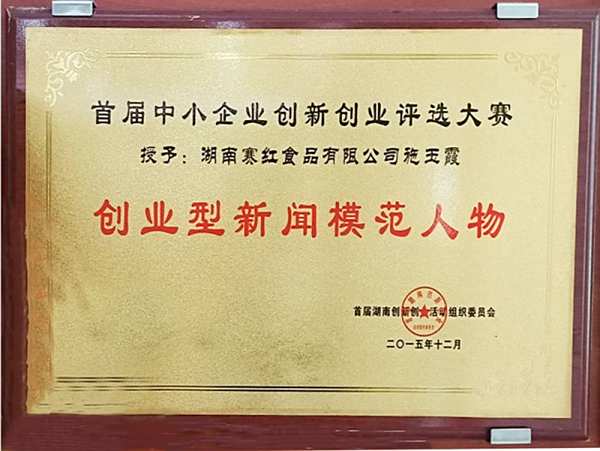 首届中小企业创新创业评选大赛
授予：湖南赛红食品有限公司施玉霞
创业型新闻模范人物
首届湖南创新创业活动组织委员会
二〇一五年十二月